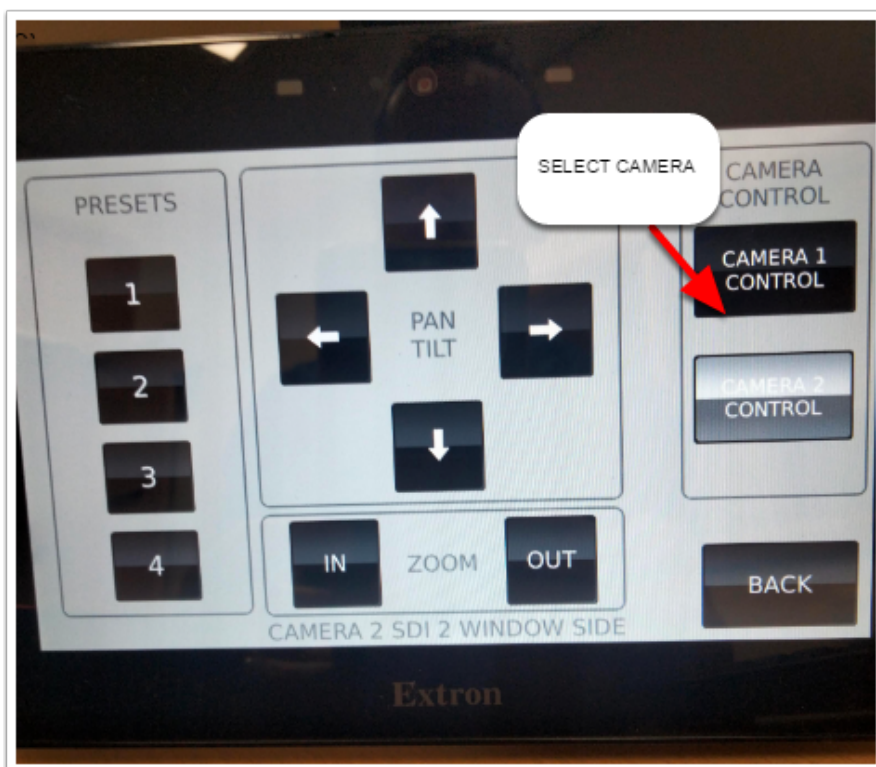 SELECT CAMERA
PRESETS
1
2
3
4
PAN
TILT
IN
ZOOM
OUT
CAMERA 2 SDI 2 WINDOW SIDE
CAMERA
CONTROL
CAMERA 1
CONTROL
CAMERA 2
CONTROL
BACK
Extron